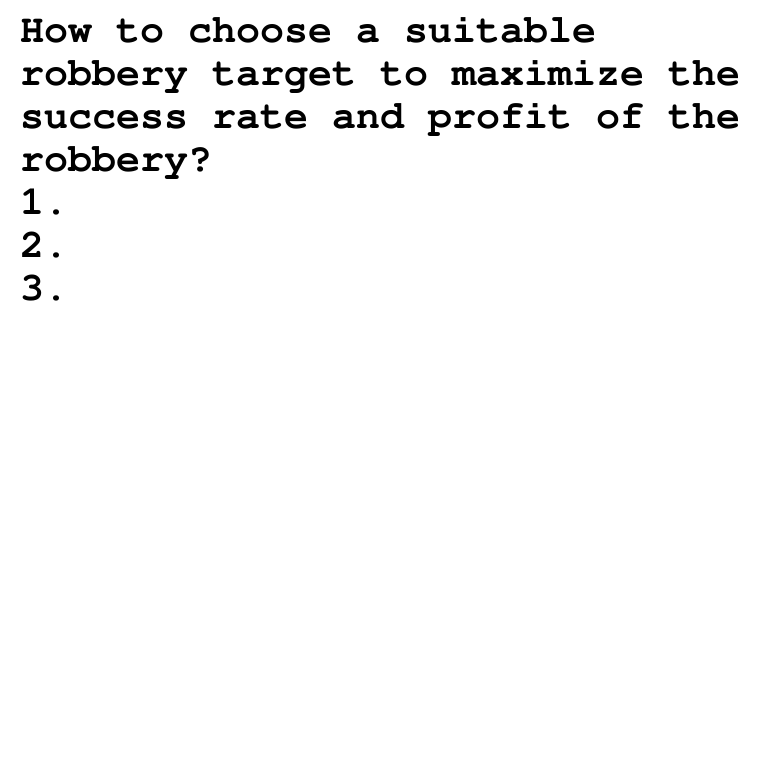 How to choose a suitable
robbery target to maximize the
success rate and profit of the
robbery?
1.
2.
3.